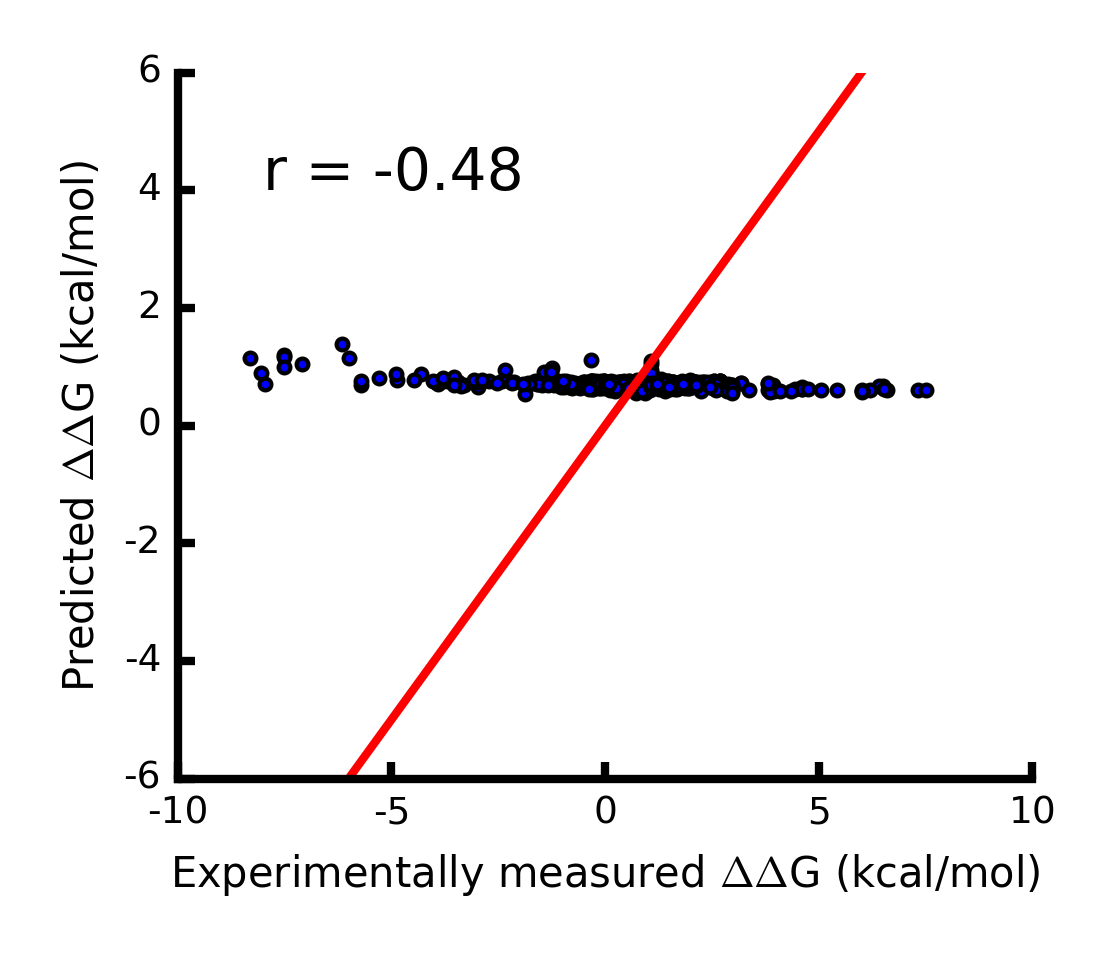 6
r = -0.48
4
2
0
-2
-4
-6
Predicted ΔΔG (kcal/mol)
-10 -5 0 5 10
Experimentally measured ΔΔG (kcal/mol)